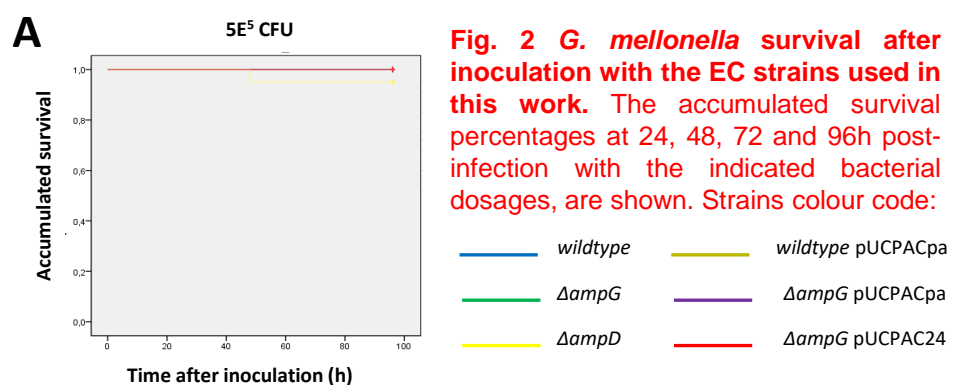 A
5E⁵ CFU
Accumulated survival
1,0
0,8
0,6
0,4
0,2
0,0
0
20
40
60
80
100
Time after inoculation (h)
Fig. 2 G. mellonella survival after
inoculation with the EC strains used in
this work. The accumulated survival
percentages at 24, 48, 72 and 96h post-
infection with the indicated bacterial
dosages, are shown. Strains colour code:
wildtype
wildtype pUCPACpa
ΔampG
ΔampG pUCPACpa
ΔampD
ΔampG pUCPAC24